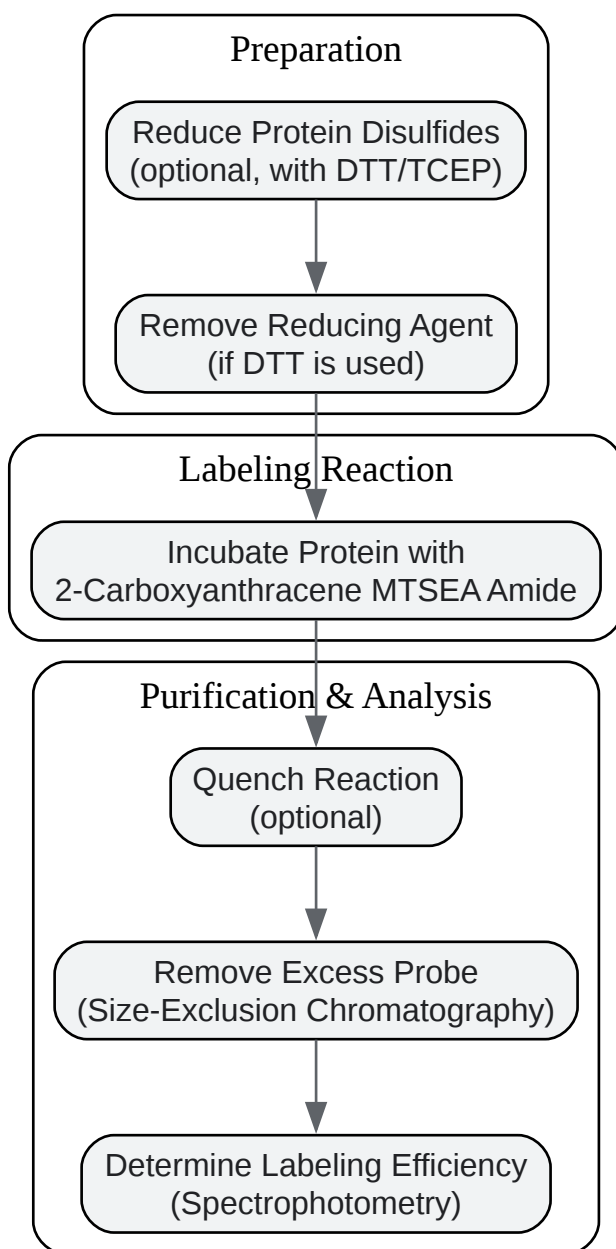 Preparation
Reduce Protein Disulfides
(optional, with DTT/TCEP)
Remove Reducing Agent
(if DTT is used)
Labeling Reaction
Incubate Protein with
2-Carboxyanthracene MTSEA Amide
Purification & Analysis
Quench Reaction
(optional)
Remove Excess Probe
(Size-Exclusion Chromatography)
Determine Labeling Efficiency
(Spectrophotometry)